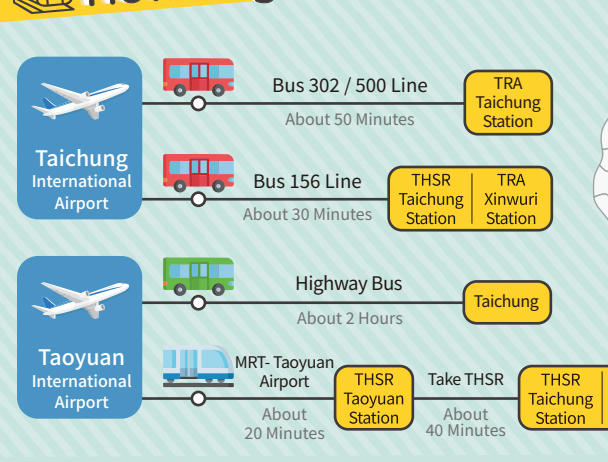 Bus 302 / 500 Line
About 50 Minutes
TRA
Taichung
Station
Taichung
International
Airport
Bus 156 Line
About 30 Minutes
THSR
Taichung
Station
TRA
Xinwuri
Station
Highway Bus
About 2 Hours
Taichung
Taoyuan
International
Airport
MRT- Taoyuan
Airport
About
20 Minutes
THSR
Taoyuan
Station
Take THSR
About
40 Minutes
THSR
Taichung
Station